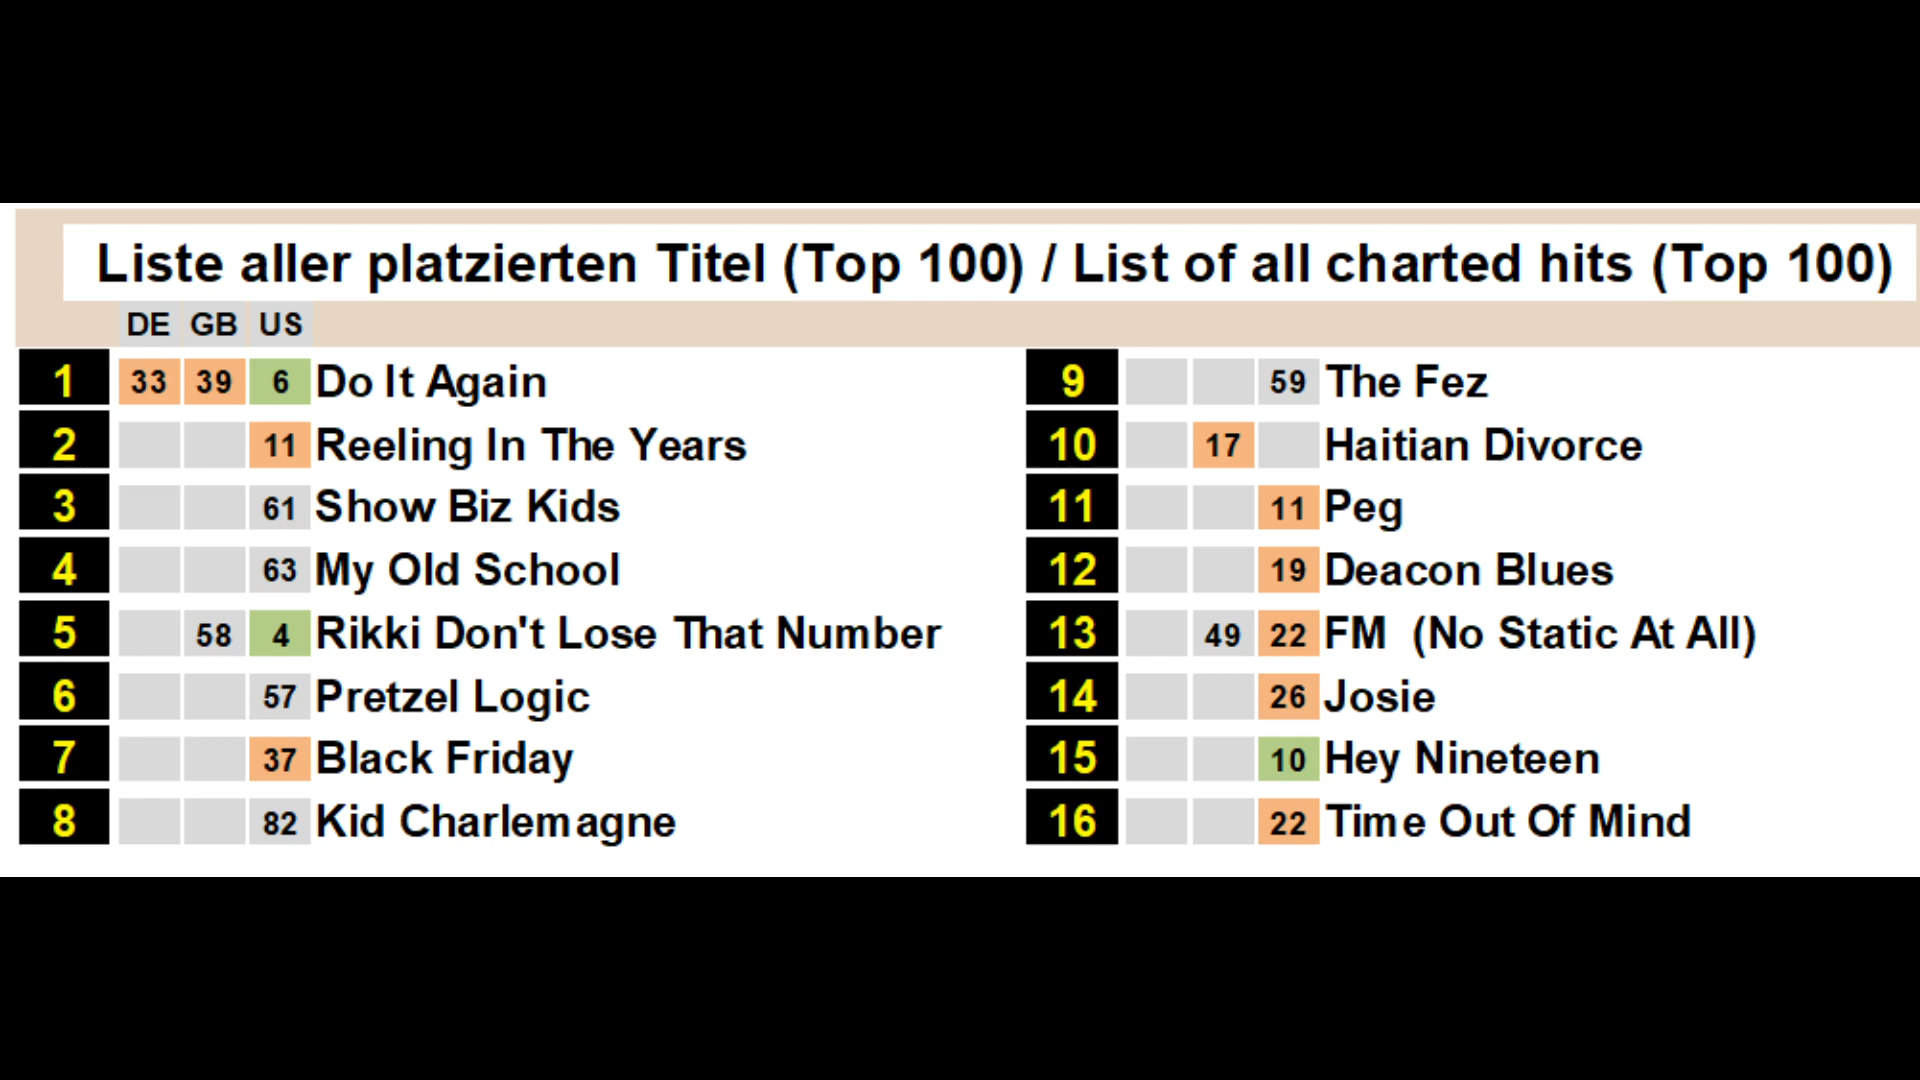 Liste aller platzierten Titel (Top 100) / List of all charted hits (Top 100)
DE GB US
1 33 39 6 Do It Again
2 11 Reeling In The Years
3 61 Show Biz Kids
4 63 My Old School
5 58 4 Rikki Don't Lose That Number
6 57 Pretzel Logic
7 37 Black Friday
8 82 Kid Charlemagne
9 59 The Fez
10 17 Haitian Divorce
11 11 Peg
12 19 Deacon Blues
13 49 22 FM (No Static At All)
14 26 Josie
15 10 Hey Nineteen
16 22 Time Out Of Mind